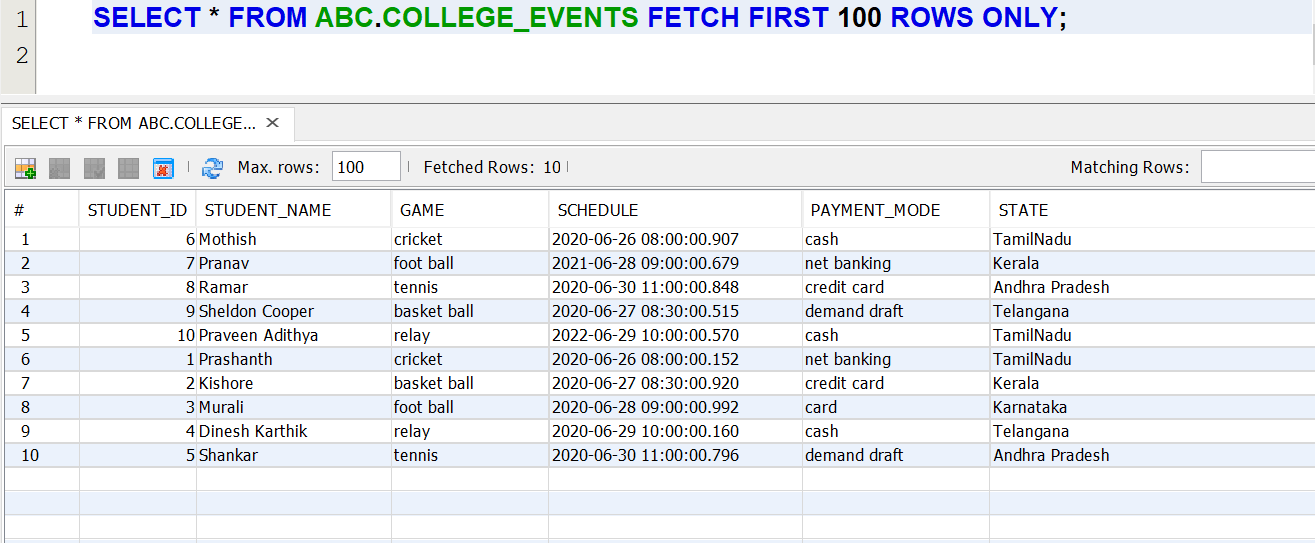 1 SELECT * FROM ABC.COLLEGE_EVENTS FETCH FIRST 100 ROWS ONLY;
2
SELECT * FROM ABC.COLLEGE... ×
Max. rows: 100 Fetched Rows: 10 Matching Rows:
# STUDENT_ID STUDENT_NAME GAME SCHEDULE PAYMENT_MODE STATE
1 6 Mothish cricket 2020-06-26 08:00:00.907 cash TamilNadu
2 7 Pranav foot ball 2021-06-28 09:00:00.679 net banking Kerala
3 8 Ramar tennis 2020-06-30 11:00:00.848 credit card Andhra Pradesh
4 9 Sheldon Cooper basket ball 2020-06-27 08:30:00.515 demand draft Telangana
5 10 Praveen Adithya relay 2022-06-29 10:00:00.570 cash TamilNadu
6 1 Prashanth cricket 2020-06-26 08:00:00.152 net banking TamilNadu
7 2 Kishore basket ball 2020-06-27 08:30:00.920 credit card Kerala
8 3 Murali foot ball 2020-06-28 09:00:00.992 card Karnataka
9 4 Dinesh Karthik relay 2020-06-29 10:00:00.160 cash Telangana
10 5 Shankar tennis 2020-06-30 11:00:00.796 demand draft Andhra Pradesh